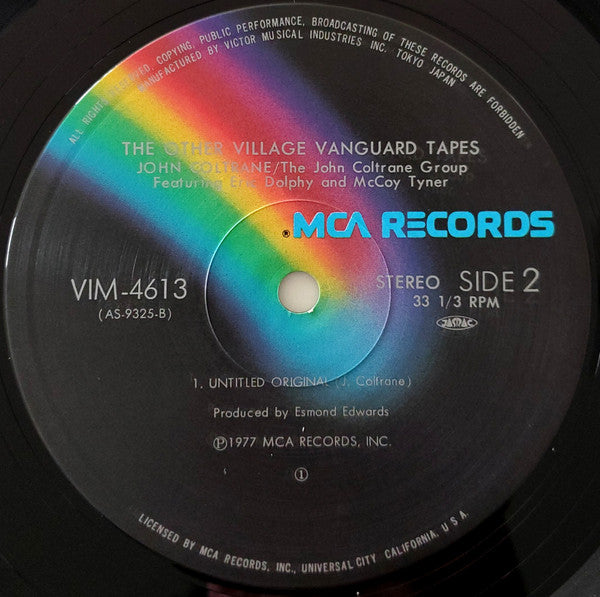 ALL RIGHTS RESERVED. COPYING, PUBLIC PERFORMANCE, BROADCASTING OF THESE RECORDS ARE FORBIDDEN
MANUFACTURED BY VICTOR MUSICAL INDUSTRIES INC. TOKYO JAPAN
THE OTHER VILLAGE VANGUARD TAPES
JOHN COLTRANE/The John Coltrane Group
Featuring Eric Dolphy and McCoy Tyner
®MCA RECORDS
VIM-4613
(AS-9325-B)
STEREO SIDE 2
33 1/3 RPM
JASRAC
1. UNTITLED ORIGINAL (J. Coltrane)
Produced by Esmond Edwards
Ⓟ1977 MCA RECORDS, INC.
①
LICENSED BY MCA RECORDS, INC., UNIVERSAL CITY, CALIFORNIA, U.S.A.